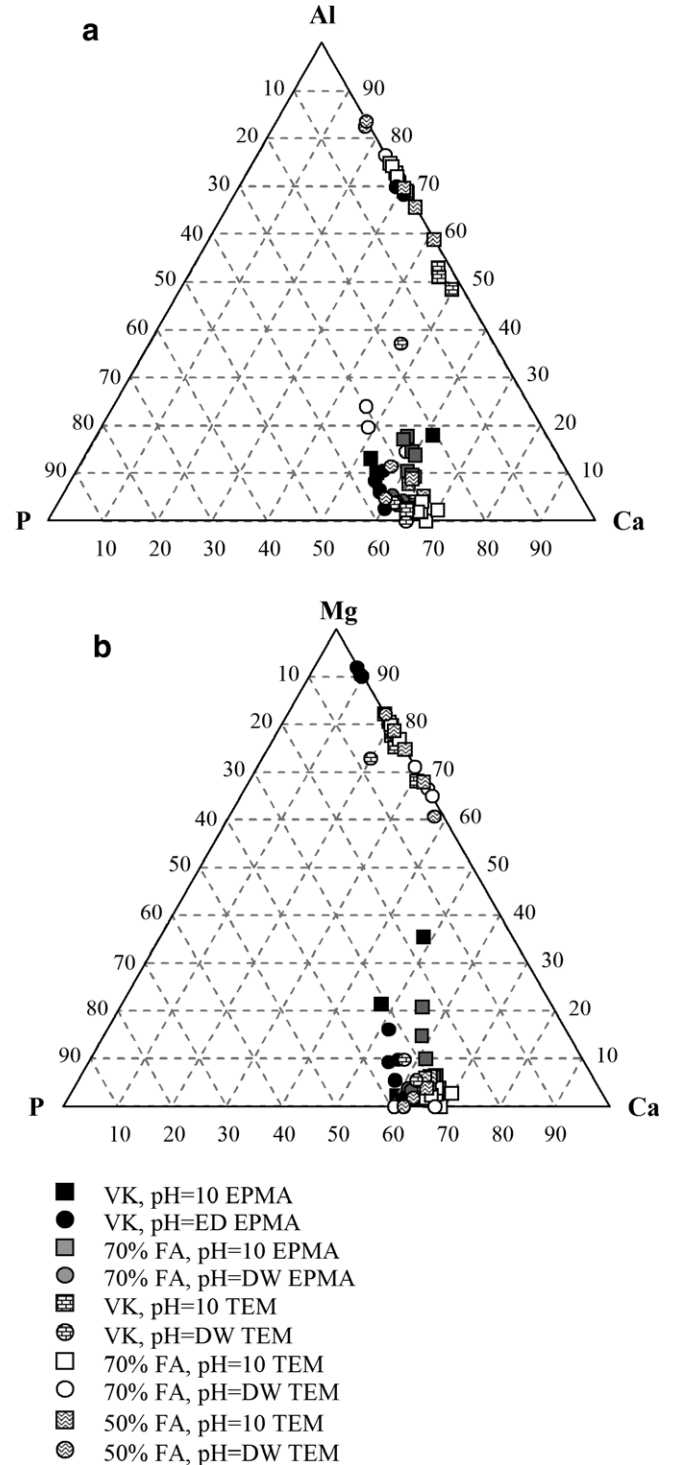 a
Al
10 90
20 80
30 70
40 60
50 50
60 40
70 30
80 20
90 10
P Ca
10 20 30 40 50 60 70 80 90
b
Mg
10 90
20 80
30 70
40 60
50 50
60 40
70 30
80 20
90 10
P Ca
10 20 30 40 50 60 70 80 90
VK, pH=10 EPMA
VK, pH=ED EPMA
70% FA, pH=10 EPMA
70% FA, pH=DW EPMA
VK, pH=10 TEM
VK, pH=DW TEM
70% FA, pH=10 TEM
70% FA, pH=DW TEM
50% FA, pH=10 TEM
50% FA, pH=DW TEM